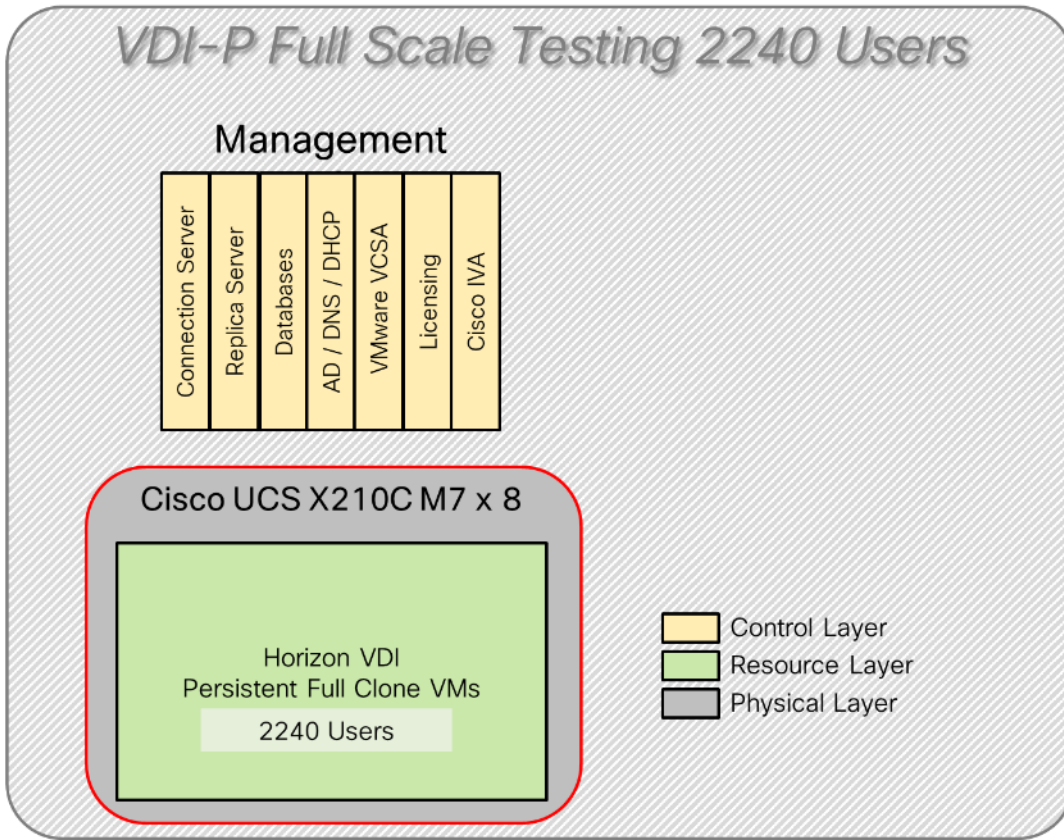 VDI-P Full Scale Testing 2240 Users
Management
Connection Server
Replica Server
Databases
AD / DNS / DHCP
VMware VCSA
Licensing
Cisco IVA
Cisco UCS X210C M7 x 8
Horizon VDI
Persistent Full Clone VMs
2240 Users
Control Layer
Resource Layer
Physical Layer